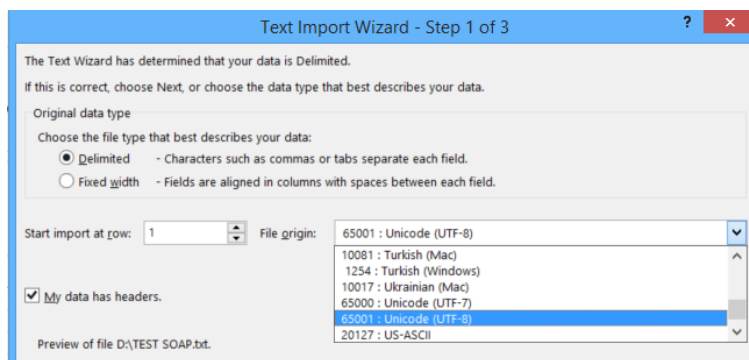 Text Import Wizard - Step 1 of 3
?
The Text Wizard has determined that your data is Delimited.
If this is correct, choose Next, or choose the data type that best describes your data.
Original data type
Choose the file type that best describes your data:
Delimited - Characters such as commas or tabs separate each field.
Fixed width - Fields are aligned in columns with spaces between each field.
Start import at row: 1 File origin: 65001 : Unicode (UTF-8)
10081 : Turkish (Mac)
1254 : Turkish (Windows)
10017 : Ukrainian (Mac)
65000 : Unicode (UTF-7)
65001 : Unicode (UTF-8)
20127 : US-ASCII
My data has headers.
Preview of file D:\TEST SOAP.txt.